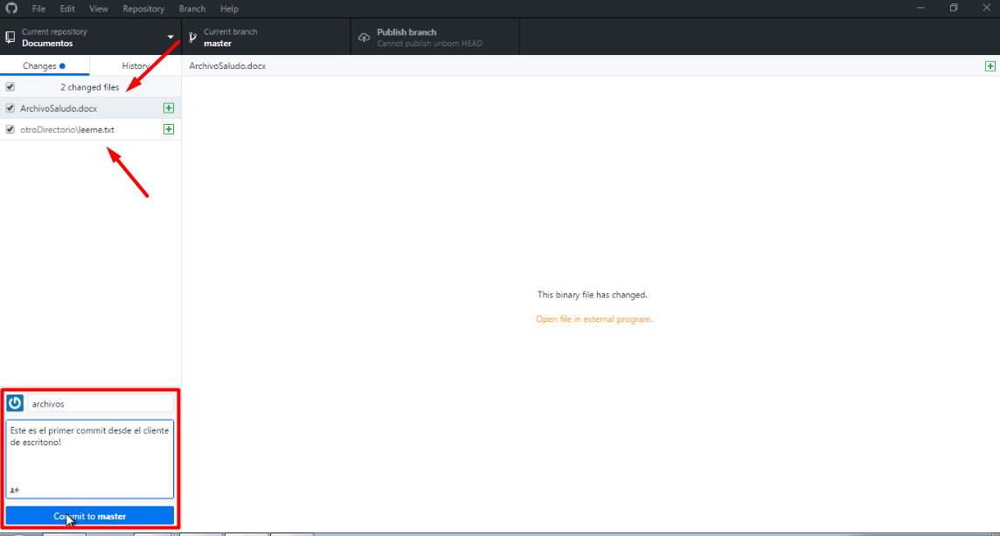 File Edit View Repository Branch Help
Current repository
Documentos
Current branch
master
Publish branch
Cannot publish unborn HEAD
Changes
History
ArchivoSaludo.docx
2 changed files
ArchivoSaludo.docx
otroDirectorio\leeme.txt
This binary file has changed.
Open file in external program.
archivos
Este es el primer commit desde el cliente
de escritorio!
Commit to master